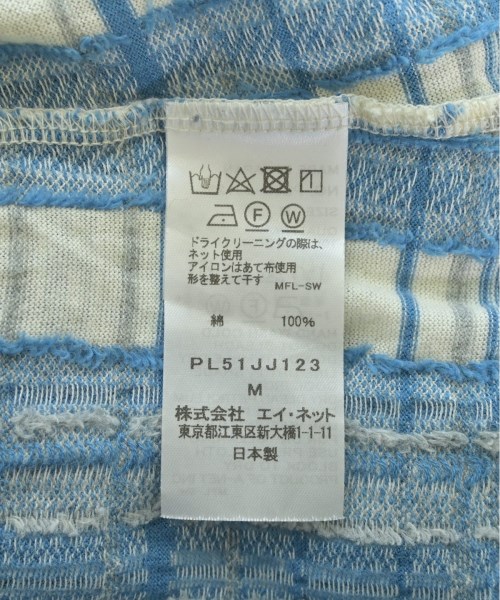 F W
ドライクリーニングの際は、
ネット使用
アイロンはあて布使用
形を整えて干す MFL-SW
綿 100%
PL51JJ123
M
株式会社 エイ・ネット
東京都江東区新大橋1-1-11
日本製